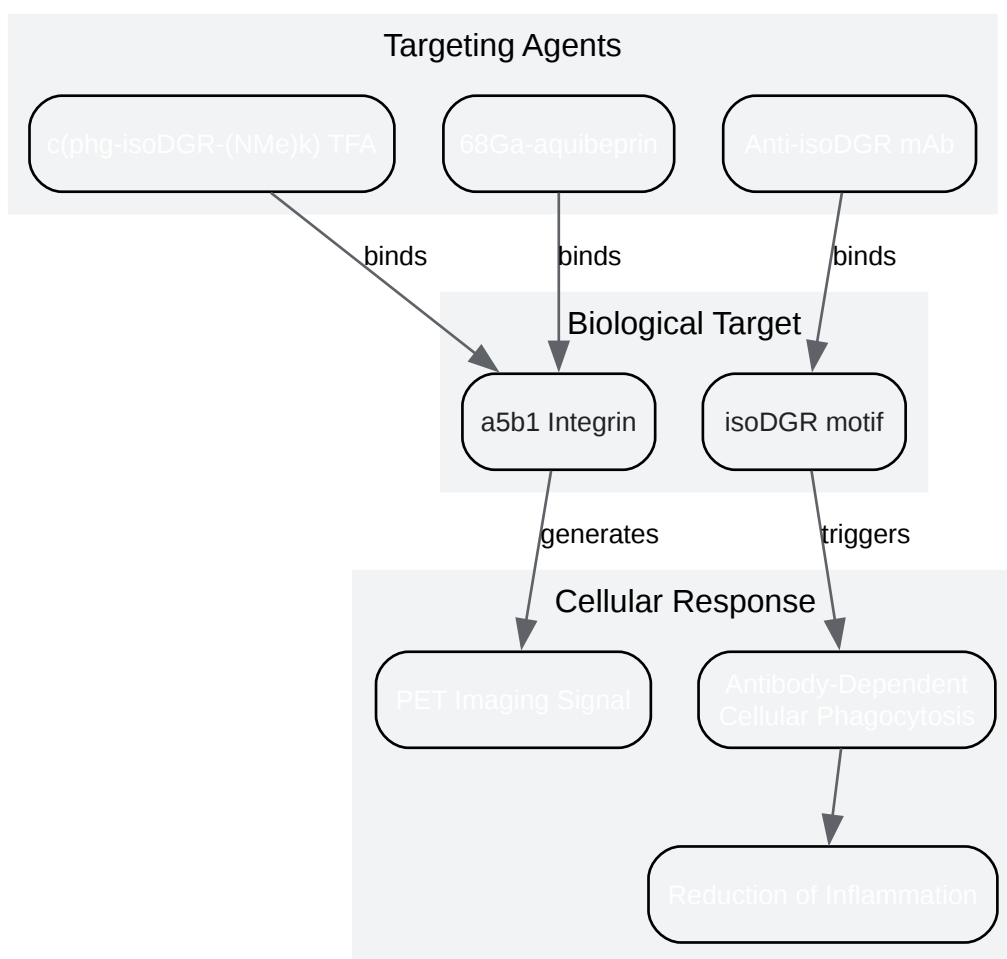 Targeting Agents
c(phg-isoDGR-(NMe)k) TFA
68Ga-aquibeprin
Anti-isoDGR mAb
binds
binds
binds
Biological Target
a5b1 Integrin
isoDGR motif
generates
triggers
Cellular Response
PET Imaging Signal
Antibody-Dependent
Cellular Phagocytosis
Reduction of Inflammation